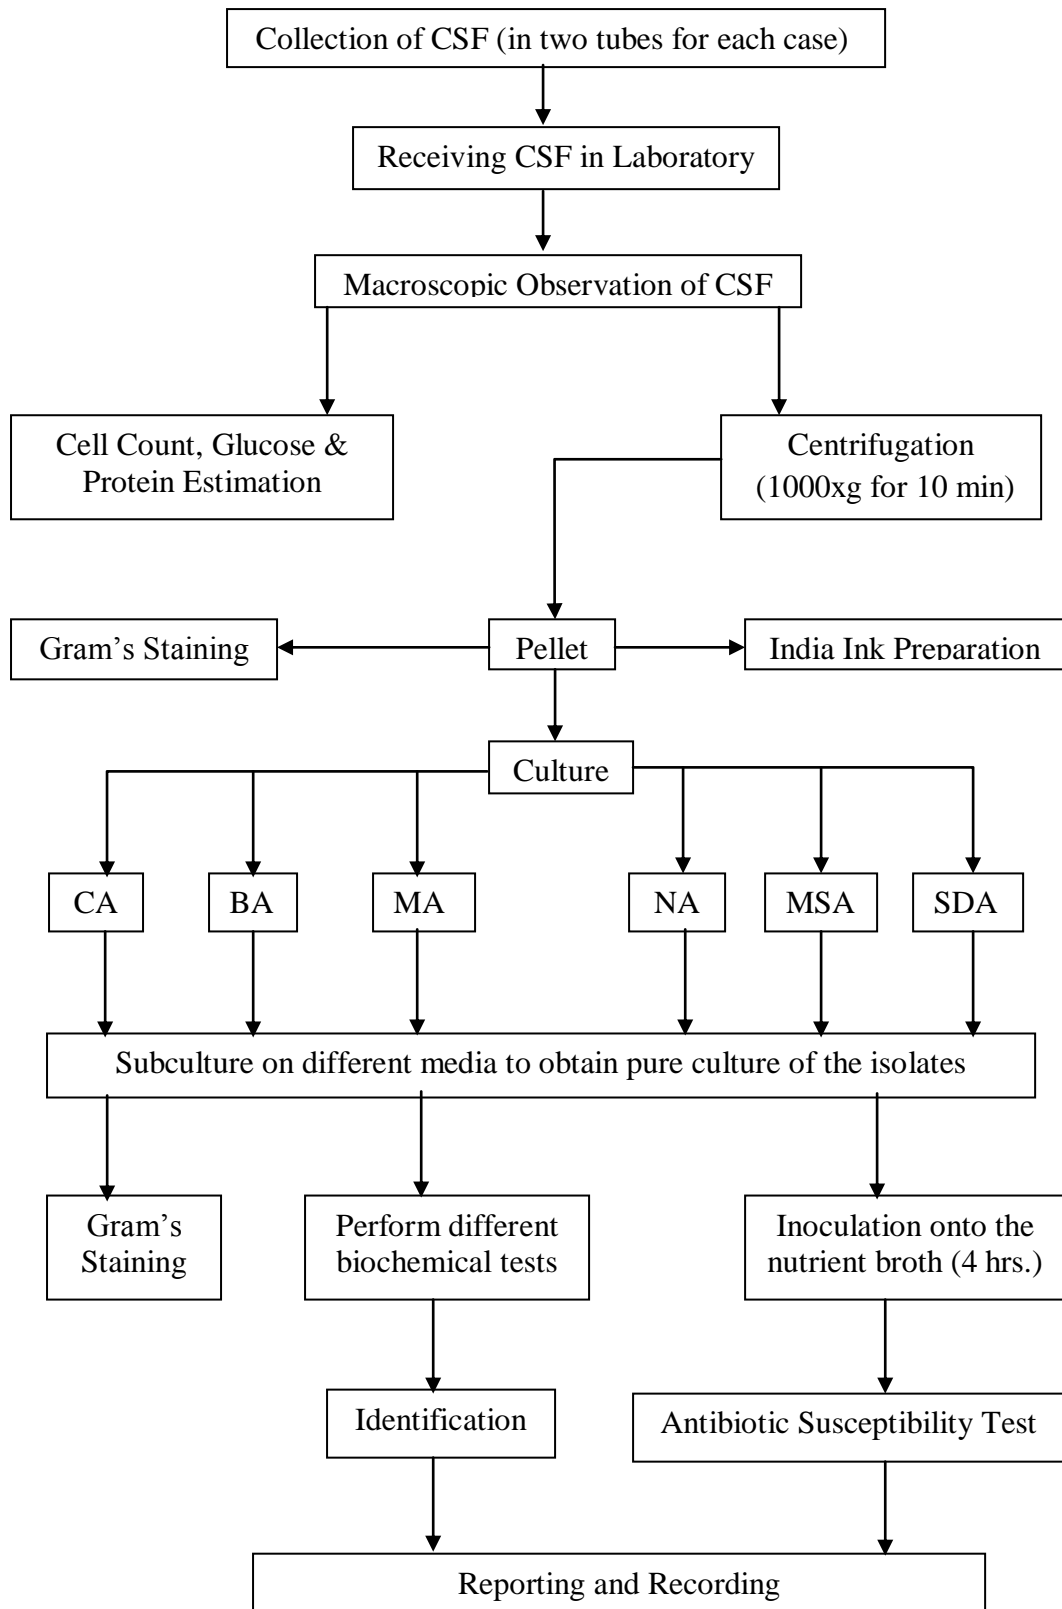 Collection of CSF (in two tubes for each case)
Receiving CSF in Laboratory
Macroscopic Observation of CSF
Cell Count, Glucose &
Protein Estimation
Centrifugation
(1000xg for 10 min)
Gram’s Staining
Pellet
India Ink Preparation
Culture
CA
BA
MA
NA
MSA
SDA
Subculture on different media to obtain pure culture of the isolates
Gram’s
Staining
Perform different
biochemical tests
Inoculation onto the
nutrient broth (4 hrs.)
Identification
Antibiotic Susceptibility Test
Reporting and Recording